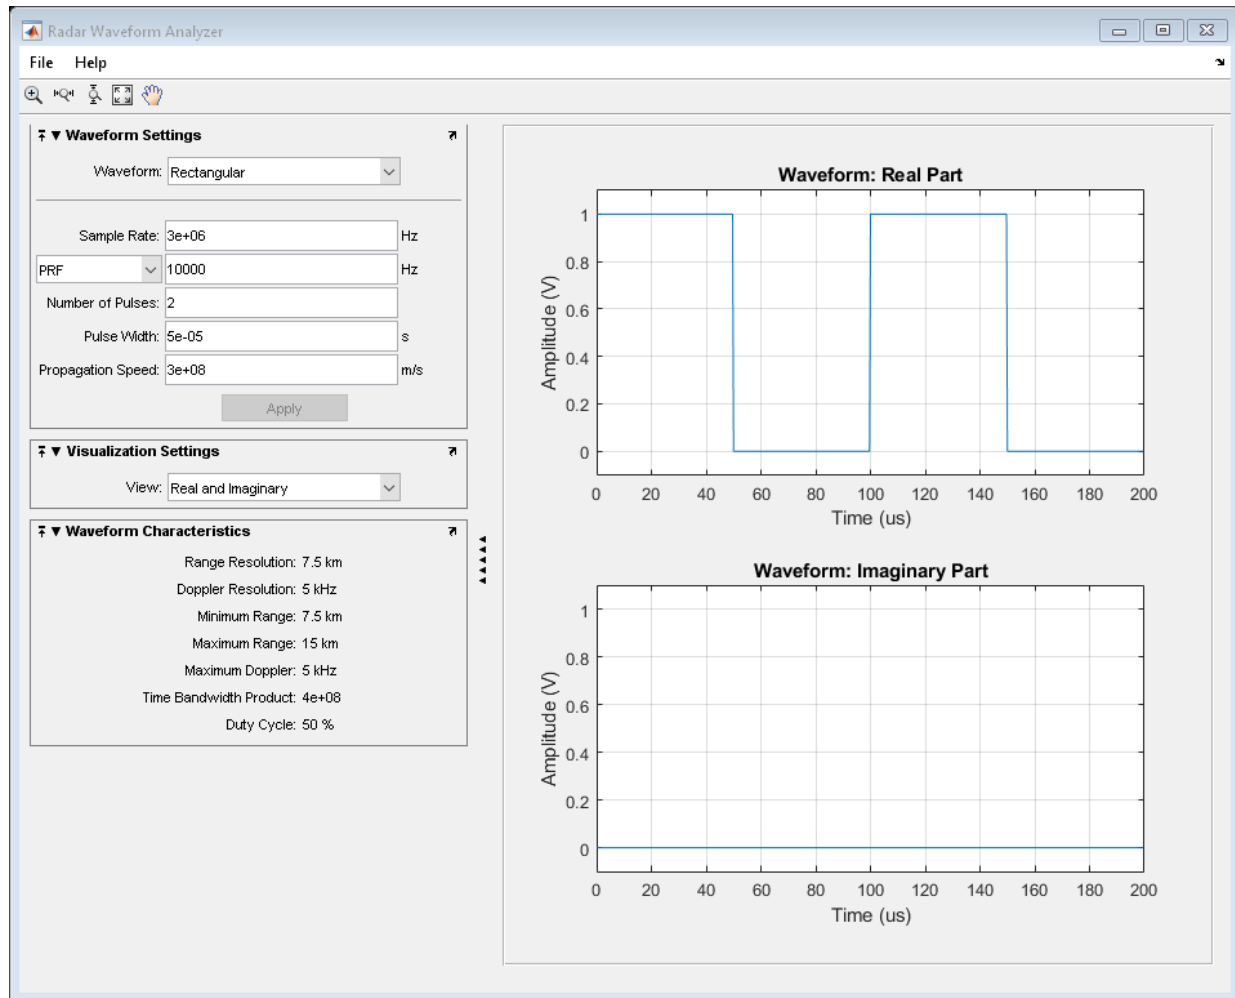 Radar Waveform Analyzer
File Help
Waveform Settings
Waveform: Rectangular
Sample Rate: 3e+06 Hz
PRF 10000 Hz
Number of Pulses: 2
Pulse Width: 5e-05 s
Propagation Speed: 3e+08 m/s
Apply
Visualization Settings
View: Real and Imaginary
Waveform Characteristics
Range Resolution: 7.5 km
Doppler Resolution: 5 kHz
Minimum Range: 7.5 km
Maximum Range: 15 km
Maximum Doppler: 5 kHz
Time Bandwidth Product: 4e+08
Duty Cycle: 50 %
Waveform: Real Part
Amplitude (V)
1
0.8
0.6
0.4
0.2
0
0 20 40 60 80 100 120 140 160 180 200
Time (us)
Waveform: Imaginary Part
Amplitude (V)
1
0.8
0.6
0.4
0.2
0
0 20 40 60 80 100 120 140 160 180 200
Time (us)